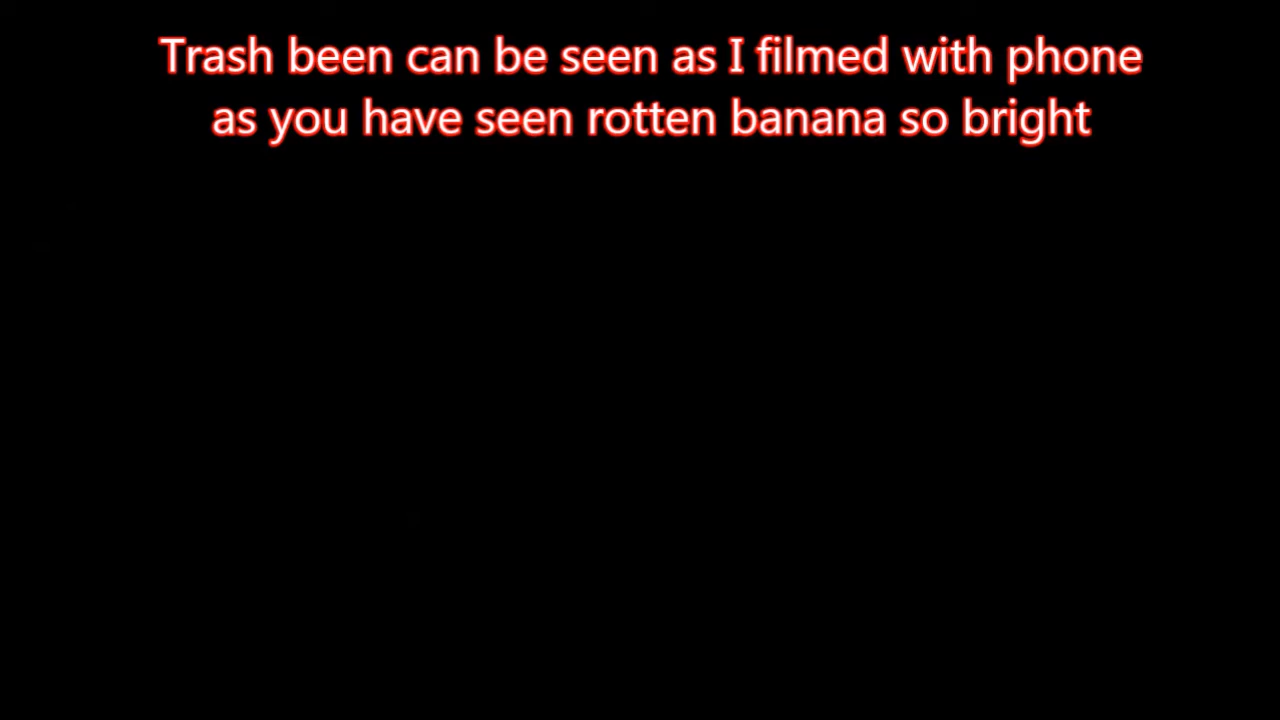 Trash been can be seen as I filmed with phone
as you have seen rotten banana so bright